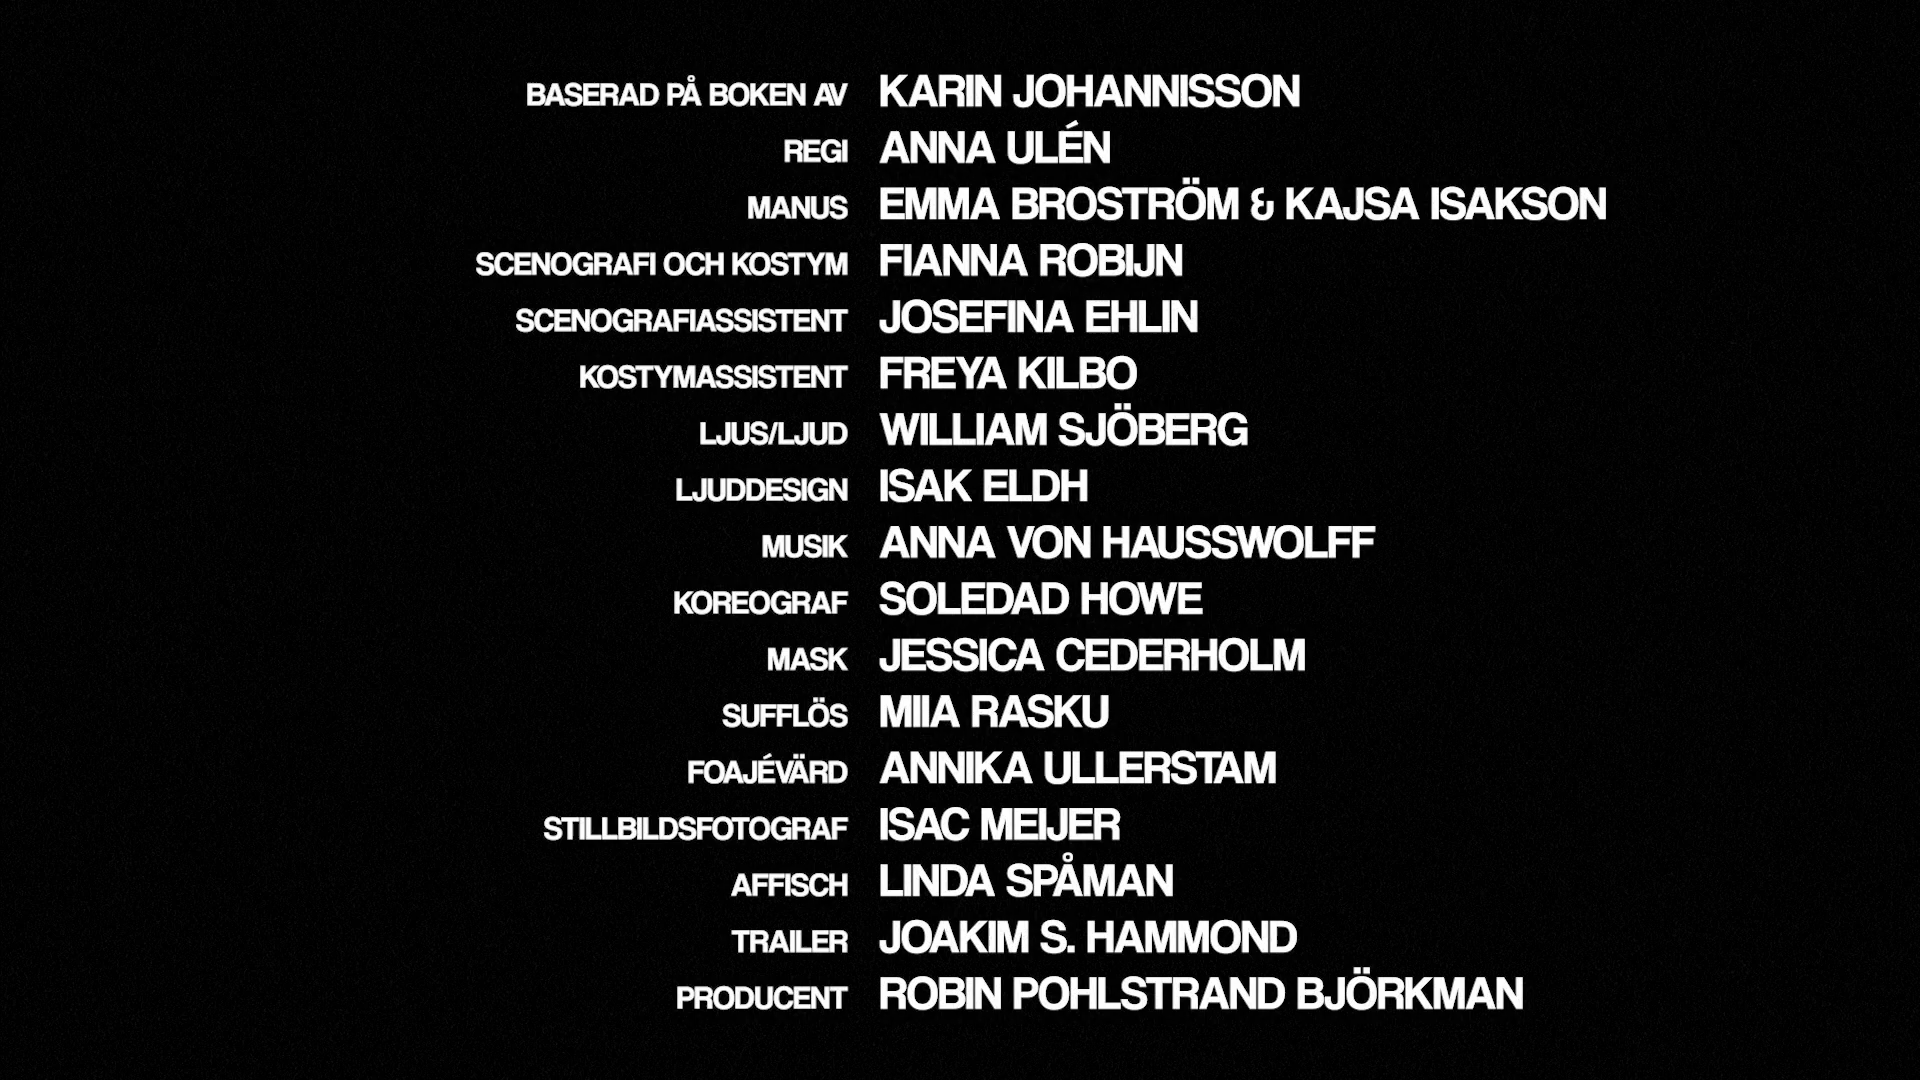 BASERAD PÅ BOKEN AV KARIN JOHANNISSON
REGI ANNA ULÉN
MANUS EMMA BROSTRÖM & KAJSA ISAKSON
SCENOGRAFI OCH KOSTYM FIANNA ROBIJN
SCENOGRAFIASSISTENT JOSEFINA EHLIN
KOSTYMASSISTENT FREYA KILBO
LJUS/LJUD WILLIAM SJÖBERG
LJUDDESIGN ISAK ELDH
MUSIK ANNA VON HAUSSWOLFF
KOREOGRAF SOLEDAD HOWE
MASK JESSICA CEDERHOLM
SUFFLÖS MIIA RASKU
FOAJÉVÄRD ANNIKA ULLERSTAM
STILLBILDSFOTOGRAF ISAC MEIJER
AFFISCH LINDA SPÅMAN
TRAILER JOAKIM S. HAMMOND
PRODUCENT ROBIN POHLSTRAND BJÖRKMAN